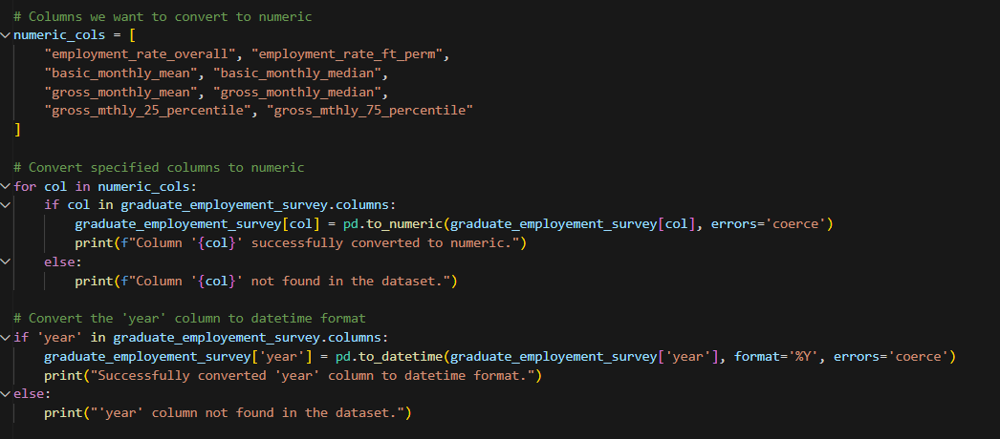 # Columns we want to convert to numeric
numeric_cols = [
    "employment_rate_overall", "employment_rate_ft_perm",
    "basic_monthly_mean", "basic_monthly_median",
    "gross_monthly_mean", "gross_monthly_median",
    "gross_mthly_25_percentile", "gross_mthly_75_percentile"
]
# Convert specified columns to numeric
for col in numeric_cols:
    if col in graduate_employement_survey.columns:
        graduate_employement_survey[col] = pd.to_numeric(graduate_employement_survey[col], errors='coerce')
        print(f"Column '{col}' successfully converted to numeric.")
    else:
        print(f"Column '{col}' not found in the dataset.")
# Convert the 'year' column to datetime format
if 'year' in graduate_employement_survey.columns:
    graduate_employement_survey['year'] = pd.to_datetime(graduate_employement_survey['year'], format='%Y', errors='coerce')
    print("Successfully converted 'year' column to datetime format.")
else:
    print("'year' column not found in the dataset.")